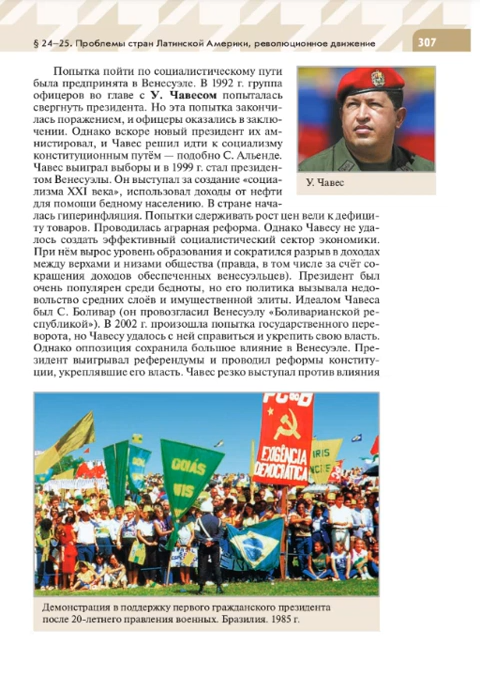 § 24–25. Проблемы стран Латинской Америки, революционное движение
307
Попытка пойти по социалистическому пути
была предпринята в Венесуэле. В 1992 г. группа
офицеров во главе с У. Чавесом попыталась
свергнуть президента. Но эта попытка закончи-
лась поражением, и офицеры оказались в заклю-
чении. Однако вскоре новый президент их ам-
нистировал, и Чавес решил идти к социализму
конституционным путём — подобно С. Альенде.
Чавес выиграл выборы и в 1999 г. стал президен-
том Венесуэлы. Он выступал за создание «социа-
лизма XXI века», использовал доходы от нефти
для помощи бедному населению. В стране нача-
лась гиперинфляция. Попытки сдерживать рост цен вели к дефици-
ту товаров. Проводилась аграрная реформа. Однако Чавесу не уда-
лось создать эффективный социалистический сектор экономики.
При нём вырос уровень образования и сократился разрыв в доходах
между верхами и низами общества (правда, в том числе за счёт со-
кращения доходов обеспеченных венесуэльцев). Президент был
очень популярен среди бедноты, но его политика вызывала недо-
вольство средних слоёв и имущественной элиты. Идеалом Чавеса
был С. Боливар (он провозгласил Венесуэлу «Боливарианской ре-
спубликой»). В 2002 г. произошла попытка государственного пере-
ворота, но Чавесу удалось с ней справиться и укрепить свою власть.
Однако оппозиция сохранила большое влияние в Венесуэле. Пре-
зидент выигрывал референдумы и проводил реформы конститу-
ции, укреплявшие его власть. Чавес резко выступал против влияния
У. Чавес
EXIGÊNCIA
DEMOCRÁTICA
GOIÁS
Демонстрация в поддержку первого гражданского президента
после 20-летнего правления военных. Бразилия. 1985 г.